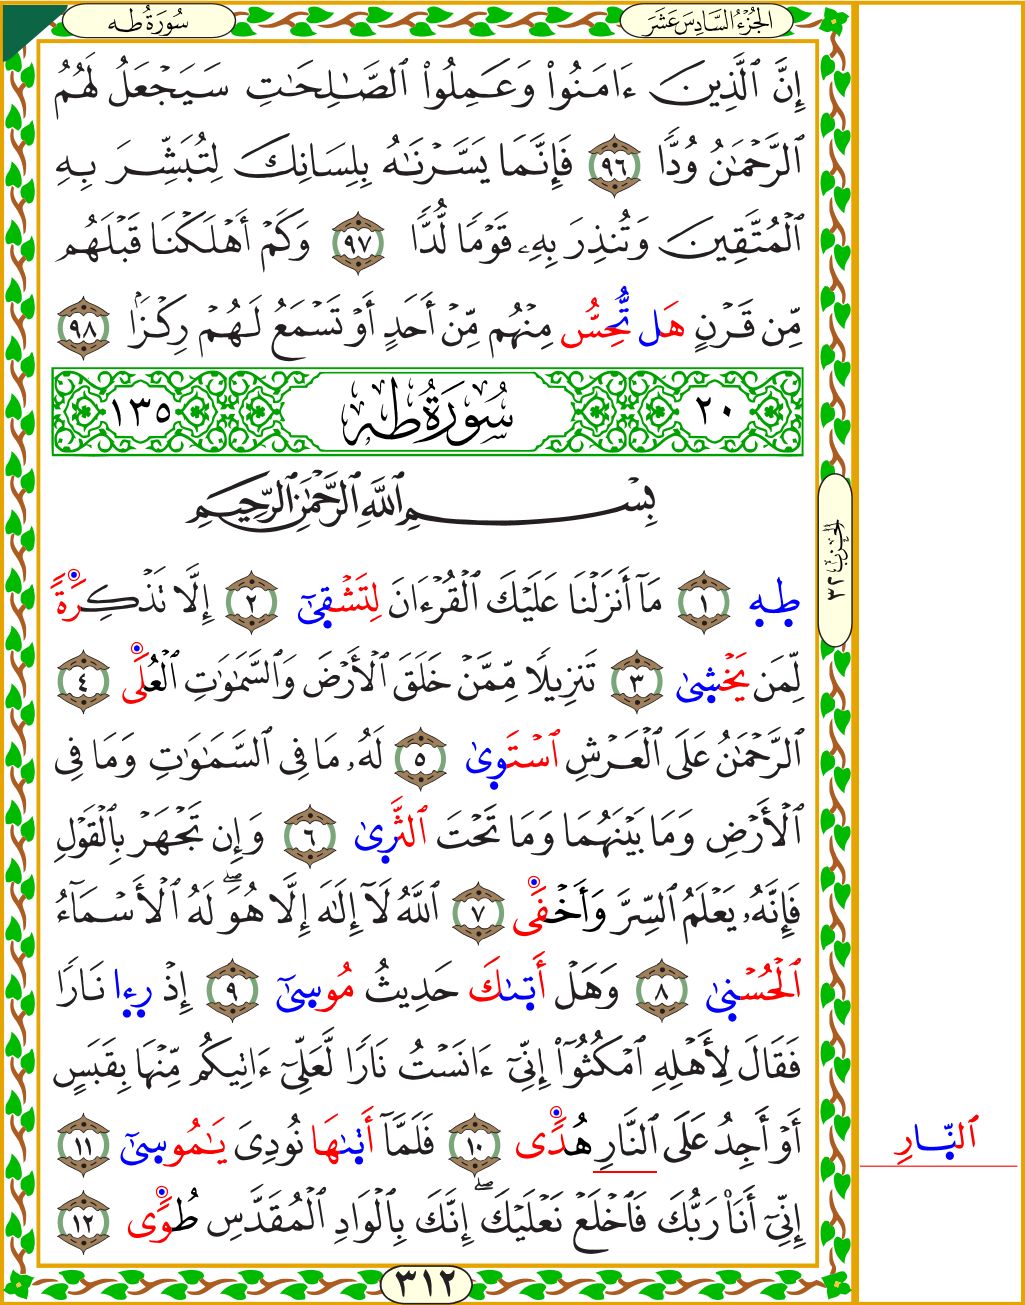 الجُزْءُ السَّادِسَ عَشَرَ
سُورَةُ طه
إِنَّ ٱلَّذِينَ ءَامَنُوا۟ وَعَمِلُوا۟ ٱلصَّـٰلِحَـٰتِ سَيَجْعَلُ لَهُمُ
ٱلرَّحْمَـٰنُ وُدًّا ٩٦ فَإِنَّمَا يَسَّرْنَـٰهُ بِلِسَانِكَ لِتُبَشِّرَ بِهِ
ٱلْمُتَّقِينَ وَتُنذِرَ بِهِۦ قَوْمًا لُّدًّا ٩٧ وَكَمْ أَهْلَكْنَا قَبْلَهُم
مِّن قَرْنٍ هَل تُّحِسُّ مِنْهُم مِّنْ أَحَدٍ أَوْ تَسْمَعُ لَهُمْ رِكْزًۢا ٩٨
٢٠ سُورَةُ طه ١٣٥
بِسْمِ ٱللَّهِ ٱلرَّحْمَـٰنِ ٱلرَّحِيمِ
طه ١ مَآ أَنزَلْنَا عَلَيْكَ ٱلْقُرْءَانَ لِتَشْقَىٰٓ ٢ إِلَّا تَذْكِرَةً
لِّمَن يَخْشَىٰ ٣ تَنزِيلًا مِّمَّنْ خَلَقَ ٱلْأَرْضَ وَٱلسَّمَـٰوَٰتِ ٱلْعُلَى ٤
ٱلرَّحْمَـٰنُ عَلَى ٱلْعَرْشِ ٱسْتَوَىٰ ٥ لَهُۥ مَا فِى ٱلسَّمَـٰوَٰتِ وَمَا فِى
ٱلْأَرْضِ وَمَا بَيْنَهُمَا وَمَا تَحْتَ ٱلثَّرَىٰ ٦ وَإِن تَجْهَرْ بِٱلْقَوْلِ
فَإِنَّهُۥ يَعْلَمُ ٱلسِّرَّ وَأَخْفَى ٧ ٱللَّهُ لَآ إِلَـٰهَ إِلَّا هُوَ ۖ لَهُ ٱلْأَسْمَآءُ
ٱلْحُسْنَىٰ ٨ وَهَلْ أَتَىٰكَ حَدِيثُ مُوسَىٰٓ ٩ إِذْ رِءِا نَارًا
فَقَالَ لِأَهْلِهِ ٱمْكُثُوٓا۟ إِنِّىٓ ءَانَسْتُ نَارًا لَّعَلِّىٓ ءَاتِيكُم مِّنْهَا بِقَبَسٍ
أَوْ أَجِدُ عَلَى ٱلنَّارِ هُدًى ١٠ فَلَمَّآ أَتَىٰهَا نُودِىَ يَـٰمُوسَىٰٓ ١١
إِنِّىٓ أَنَا۠ رَبُّكَ فَٱخْلَعْ نَعْلَيْكَ ۖ إِنَّكَ بِٱلْوَادِ ٱلْمُقَدَّسِ طُوًى ١٢
ٱلنَّارِ
الحِزْبُ ٣٢
٣١٢